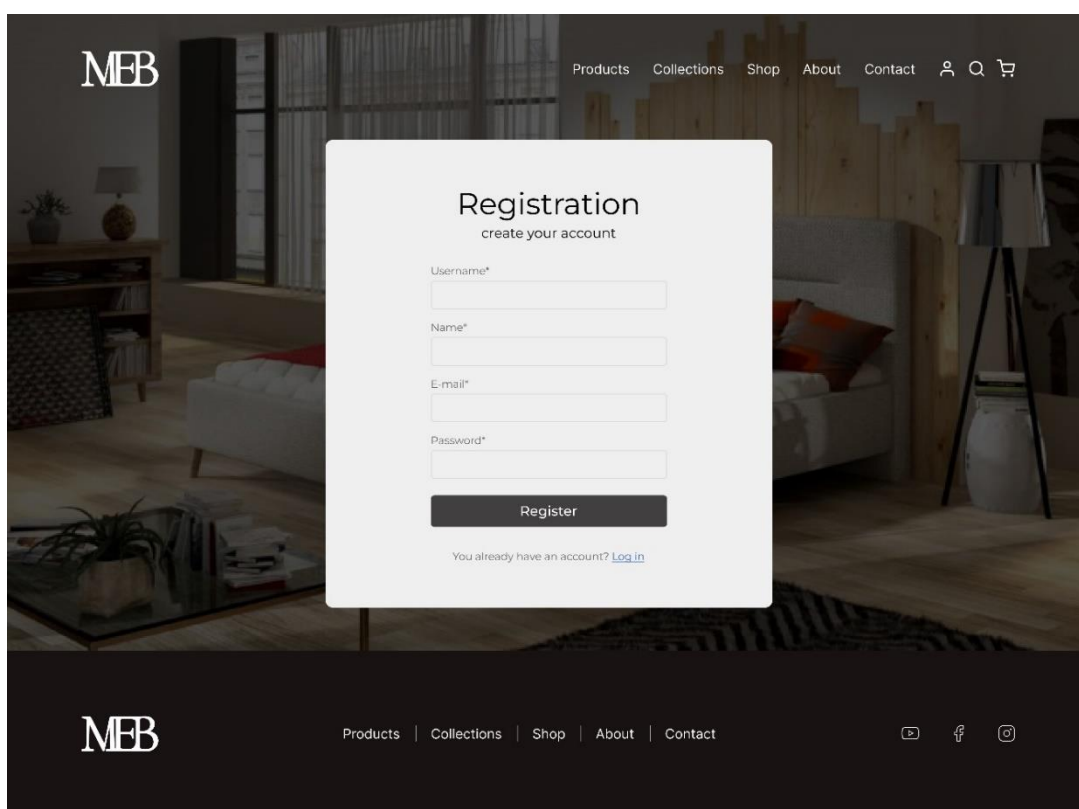 MEB
Products Collections Shop About Contact
Registration
create your account
Username*
Name*
E-mail*
Password*
Register
You already have an account? Log in
MEB
Products | Collections | Shop | About | Contact